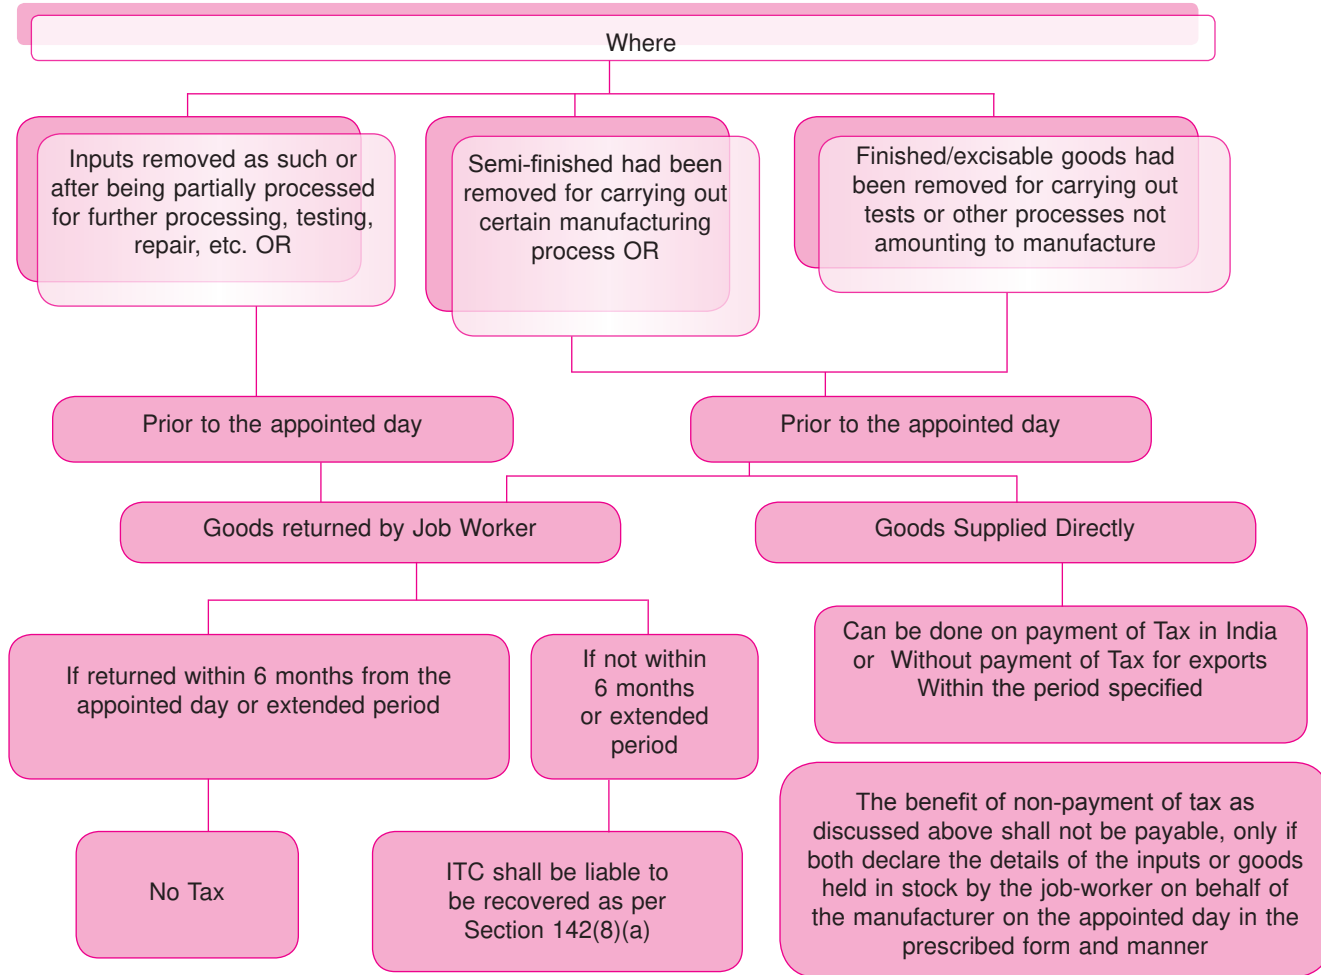 Where
Inputs removed as such or
after being partially processed
for further processing, testing,
repair, etc. OR
Semi-finished had been
removed for carrying out
certain manufacturing
process OR
Finished/excisable goods had
been removed for carrying out
tests or other processes not
amounting to manufacture
Prior to the appointed day
Prior to the appointed day
Goods returned by Job Worker
Goods Supplied Directly
If returned within 6 months from the
appointed day or extended period
If not within
6 months
or extended
period
Can be done on payment of Tax in India
or Without payment of Tax for exports
Within the period specified
No Tax
ITC shall be liable to
be recovered as per
Section 142(8)(a)
The benefit of non-payment of tax as
discussed above shall not be payable, only if
both declare the details of the inputs or goods
held in stock by the job-worker on behalf of
the manufacturer on the appointed day in the
prescribed form and manner